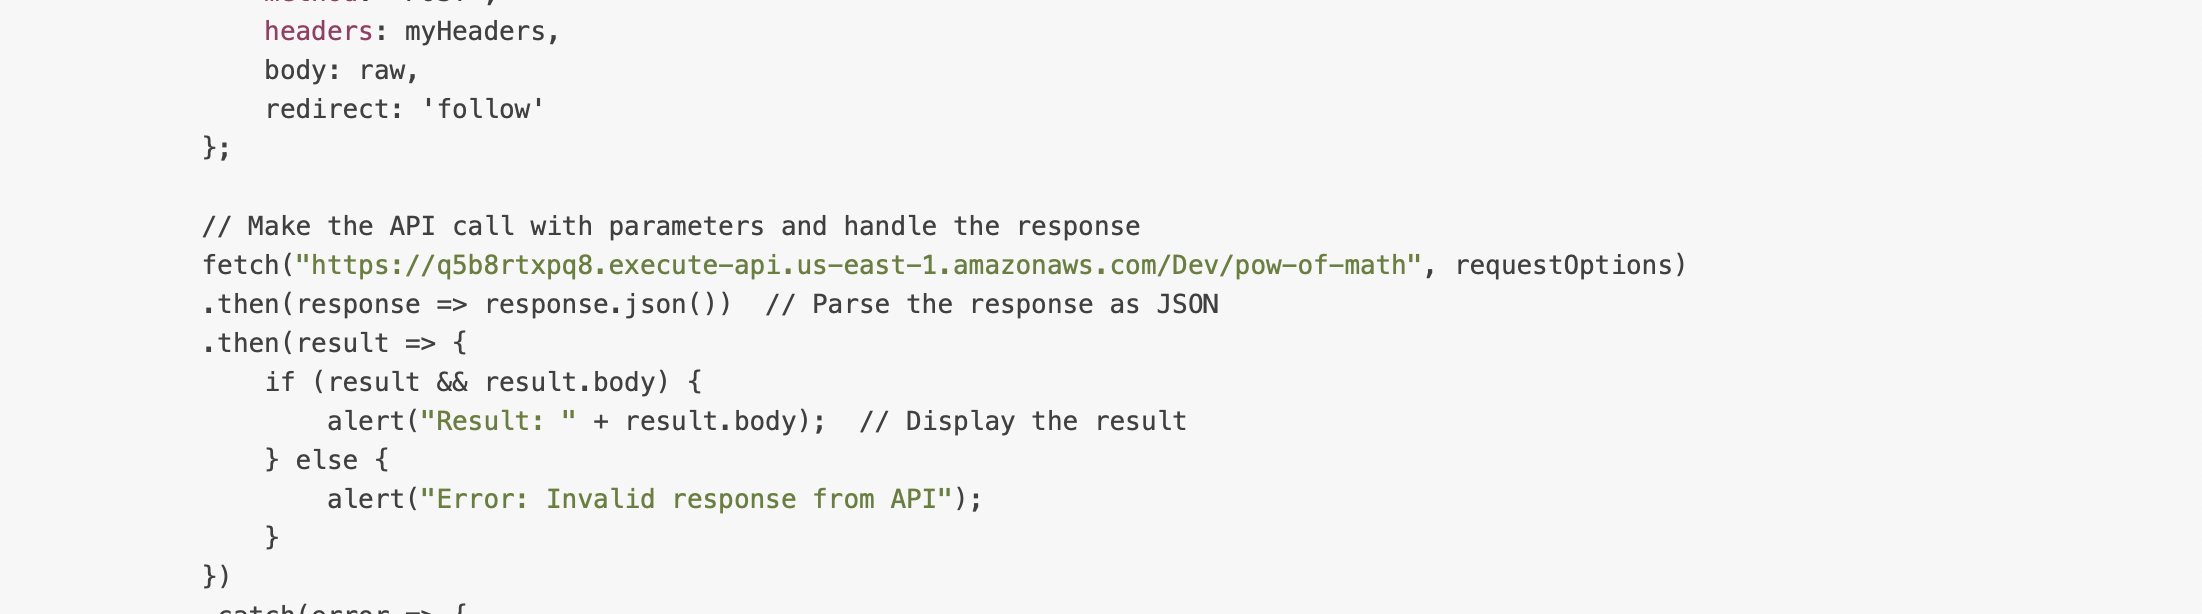 headers: myHeaders,
body: raw,
redirect: 'follow'
};
// Make the API call with parameters and handle the response
fetch("https://q5b8rtxpq8.execute-api.us-east-1.amazonaws.com/Dev/pow-of-math", requestOptions)
.then(response => response.json())  // Parse the response as JSON
.then(result => {
if (result && result.body) {
alert("Result: " + result.body);  // Display the result
} else {
alert("Error: Invalid response from API");
}
})
.catch(error => {